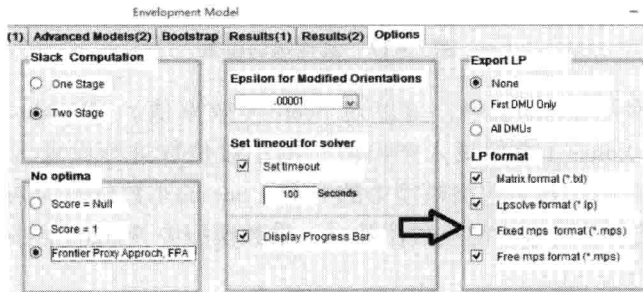 Envelopment Model
(1) Advanced Models(2) Bootstrap Results(1) Results(2) Options
Slack Computation
One Stage
Two Stage
No optima
Score = Null
Score = 1
Frontier Proxy Approch, FPA
Epsilon for Modified Orientations
.00001
Set timeout for solver
Set timeout
100 Seconds
Display Progress Bar
Export LP
None
First DMU Only
All DMUs
LP format
Matrix format (*.txt)
Lpsolve format (*.lp)
Fixed mps format (*.mps)
Free mps format (*.mps)